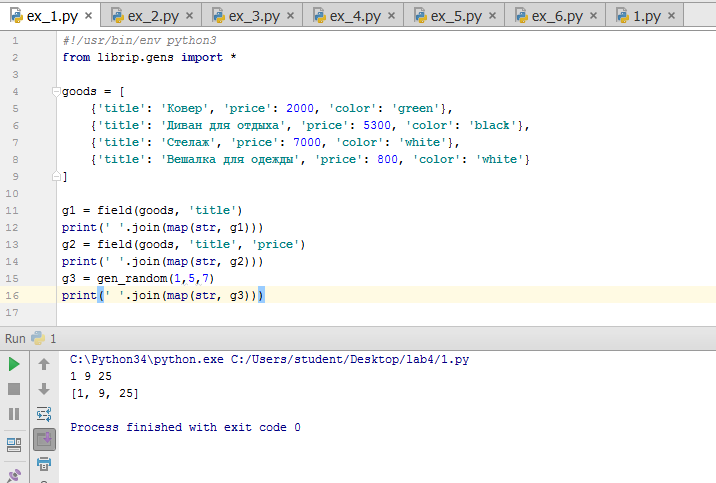 ex_1.py × ex_2.py × ex_3.py × ex_4.py × ex_5.py × ex_6.py × 1.py ×
1 #!/usr/bin/env python3
2 from librip.gens import *
3
4 goods = [
5 {'title': 'Ковер', 'price': 2000, 'color': 'green'},
6 {'title': 'Диван для отдыха', 'price': 5300, 'color': 'black'},
7 {'title': 'Стелаж', 'price': 7000, 'color': 'white'},
8 {'title': 'Вешалка для одежды', 'price': 800, 'color': 'white'}
9 ]
10
11 g1 = field(goods, 'title')
12 print(' '.join(map(str, g1)))
13 g2 = field(goods, 'title', 'price')
14 print(' '.join(map(str, g2)))
15 g3 = gen_random(1,5,7)
16 print(' '.join(map(str, g3)))
17
Run 1
C:\Python34\python.exe C:/Users/student/Desktop/lab4/1.py
1 9 25
[1, 9, 25]
Process finished with exit code 0